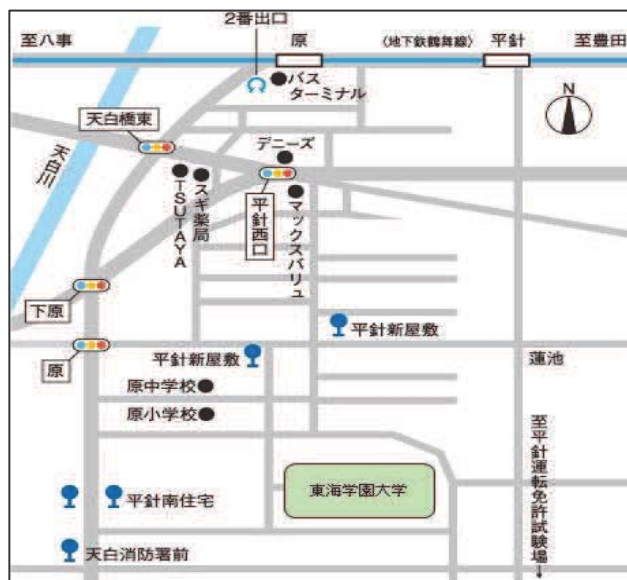 2番出口
至八事
原
〈地下鉄鶴舞線〉
平針
至豊田
バス
ターミナル
N
天白橋東
デニーズ
天白川
TSUTAYA
スギ薬局
平針西口
マックスバリュ
下原
平針新屋敷
原
平針新屋敷
蓮池
原中学校
原小学校
至平針運転免許試験場→
東海学園大学
平針南住宅
天白消防署前